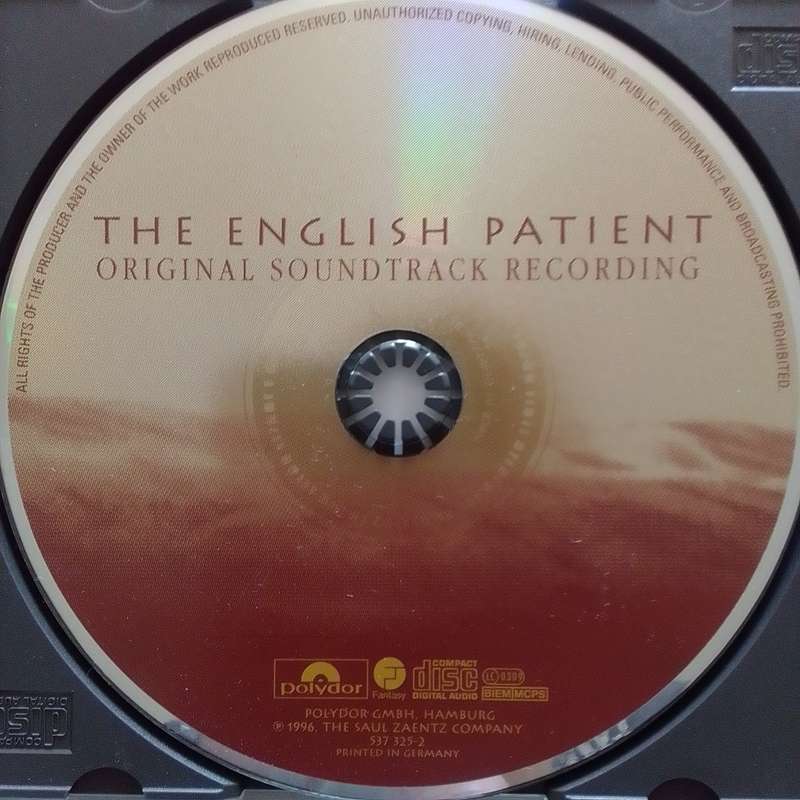 ALL RIGHTS OF THE PRODUCER AND THE OWNER OF THE WORK REPRODUCED RESERVED. UNAUTHORIZED COPYING, HIRING, LENDING, PUBLIC PERFORMANCE AND BROADCASTING PROHIBITED.
THE ENGLISH PATIENT
ORIGINAL SOUNDTRACK RECORDING
polydor
F
Fantasy
COMPACT
disc
DIGITAL AUDIO
LC 0309
BIEM MCPS
POLYDOR GMBH, HAMBURG
℗ 1996, THE SAUL ZAENTZ COMPANY
537 325-2
PRINTED IN GERMANY